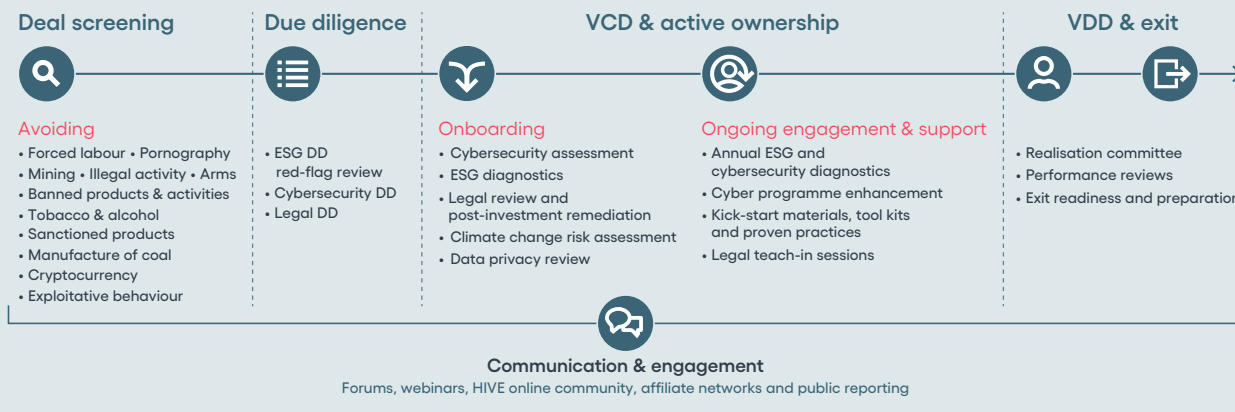 Deal screening
Avoiding
• Forced labour • Pornography
• Mining • Illegal activity • Arms
• Banned products & activities
• Tobacco & alcohol
• Sanctioned products
• Manufacture of coal
• Cryptocurrency
• Exploitative behaviour
Due diligence
• ESG DD
red-flag review
• Cybersecurity DD
• Legal DD
VCD & active ownership
Onboarding
• Cybersecurity assessment
• ESG diagnostics
• Legal review and
post-investment remediation
• Climate change risk assessment
• Data privacy review
Ongoing engagement & support
• Annual ESG and
cybersecurity diagnostics
• Cyber programme enhancement
• Kick-start materials, tool kits
and proven practices
• Legal teach-in sessions
VDD & exit
• Realisation committee
• Performance reviews
• Exit readiness and preparation
Communication & engagement
Forums, webinars, HIVE online community, affiliate networks and public reporting